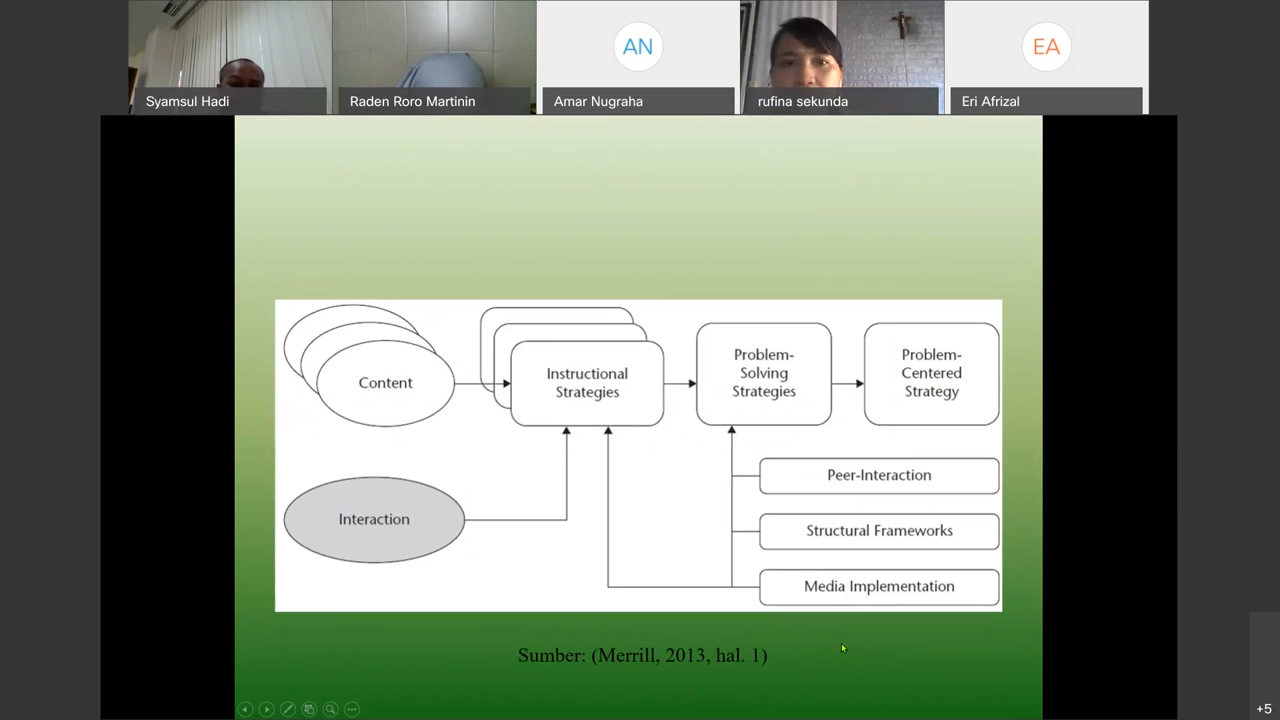 AN
EA
Syamsul Hadi
Raden Roro Martinin
Amar Nugraha
rufina sekunda
Eri Afrizal
Content
Instructional
Strategies
Problem-
Solving
Strategies
Problem-
Centered
Strategy
Interaction
Peer-Interaction
Structural Frameworks
Media Implementation
Sumber: (Merrill, 2013, hal. 1)
+5